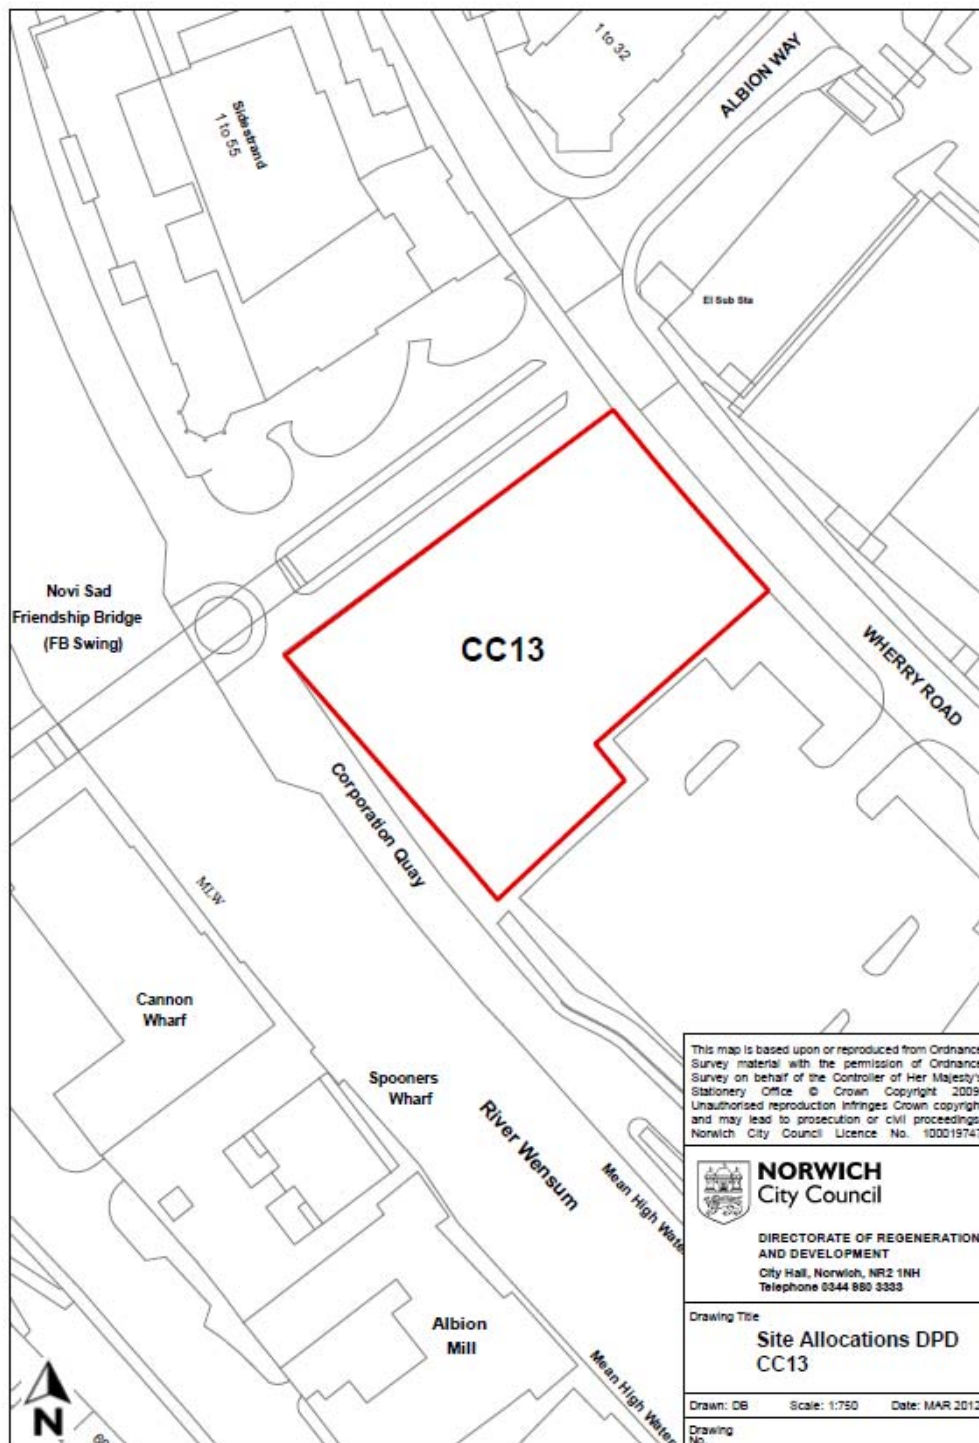 1 to 32
ALBION WAY
Sidestrand
1 to 55
El Sub Sta
Novi Sad
Friendship Bridge
(FB Swing)
CC13
WHERRY ROAD
Corporation Quay
MLW
Cannon
Wharf
Spooners
Wharf
River Wensum
Mean High Water
Albion
Mill
Mean High Water
N
This map is based upon or reproduced from Ordnance
Survey material with the permission of Ordnance
Survey on behalf of the Controller of Her Majesty's
Stationery Office © Crown Copyright 2009.
Unauthorised reproduction infringes Crown copyright
and may lead to prosecution or civil proceedings.
Norwich City Council Licence No. 100019747
NORWICH
City Council
DIRECTORATE OF REGENERATION
AND DEVELOPMENT
City Hall, Norwich, NR2 1NH
Telephone 0344 980 3333
Drawing Title
Site Allocations DPD
CC13
Drawn: DB Scale: 1:750 Date: MAR 2012
Drawing
No.